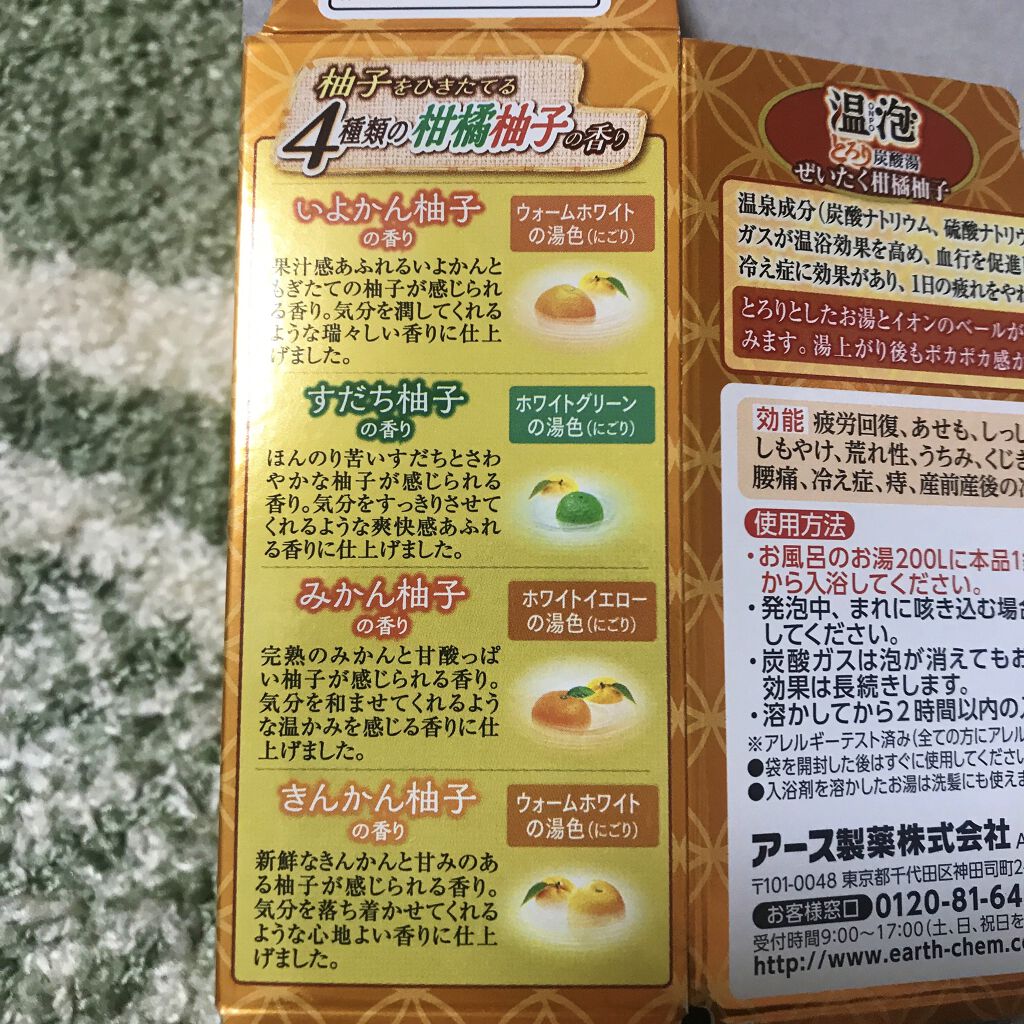 柚子をひきたてる
4種類の柑橘柚子の香り
いよかん柚子
の香り
ウォームホワイト
の湯色(にごり)
果汁感あふれるいよかんと
もぎたての柚子が感じられ
る香り。気分を潤してくれる
ような瑞々しい香りに仕上
げました。
すだち柚子
の香り
ホワイトグリーン
の湯色(にごり)
ほんのり苦いすだちとさわ
やかな柚子が感じられる
香り。気分をすっきりさせて
くれるような爽快感あふれ
る香りに仕上げました。
みかん柚子
の香り
ホワイトイエロー
の湯色(にごり)
完熟のみかんと甘酸っぱ
い柚子が感じられる香り。
気分を和ませてくれるよう
な温かみを感じる香りに仕
上げました。
きんかん柚子
の香り
ウォームホワイト
の湯色(にごり)
新鮮なきんかんと甘みのあ
る柚子が感じられる香り。
気分を落ち着かせてくれる
ような心地よい香りに仕上
げました。
温泡
ONPO
とろり炭酸湯
ぜいたく柑橘柚子
温泉成分(炭酸ナトリウム、硫酸ナトリウ
ガスが温浴効果を高め、血行を促進
冷え症に効果があり、1日の疲れをやわ
とろりとしたお湯とイオンのベールが
みます。湯上がり後もポカポカ感が
効能 疲労回復、あせも、しっし
しもやけ、荒れ性、うちみ、くじき
腰痛、冷え症、痔、産前産後の冷
使用方法
・お風呂のお湯200Lに本品1
から入浴してください。
・発泡中、まれに咳き込む場合
してください。
・炭酸ガスは泡が消えてもお
効果は長続きします。
・溶かしてから2時間以内の入
※アレルギーテスト済み(全ての方にアレル
●袋を開封した後はすぐに使用してください
●入浴剤を溶かしたお湯は洗髪にも使えま
アース製薬株式会社 A
〒101-0048 東京都千代田区神田司町2-
お客様窓口 0120-81-64
受付時間9:00〜17:00(土、日、祝日を
http://www.earth-chem.co